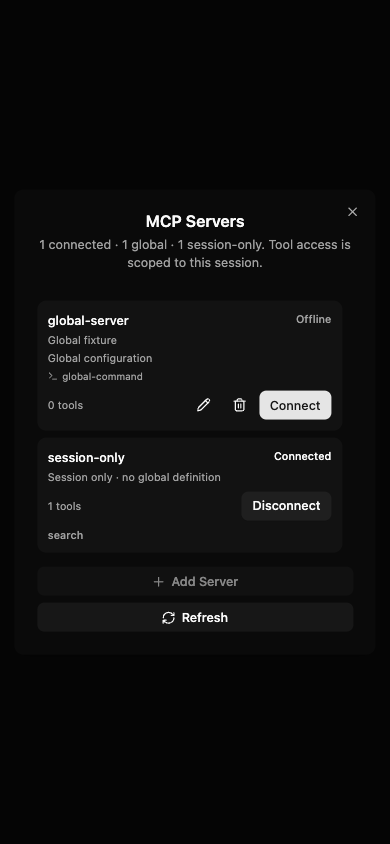 MCP Servers
1 connected · 1 global · 1 session-only. Tool access is
scoped to this session.
global-server
Offline
Global fixture
Global configuration
>_ global-command
0 tools
Connect
session-only
Connected
Session only · no global definition
1 tools
Disconnect
search
+ Add Server
Refresh